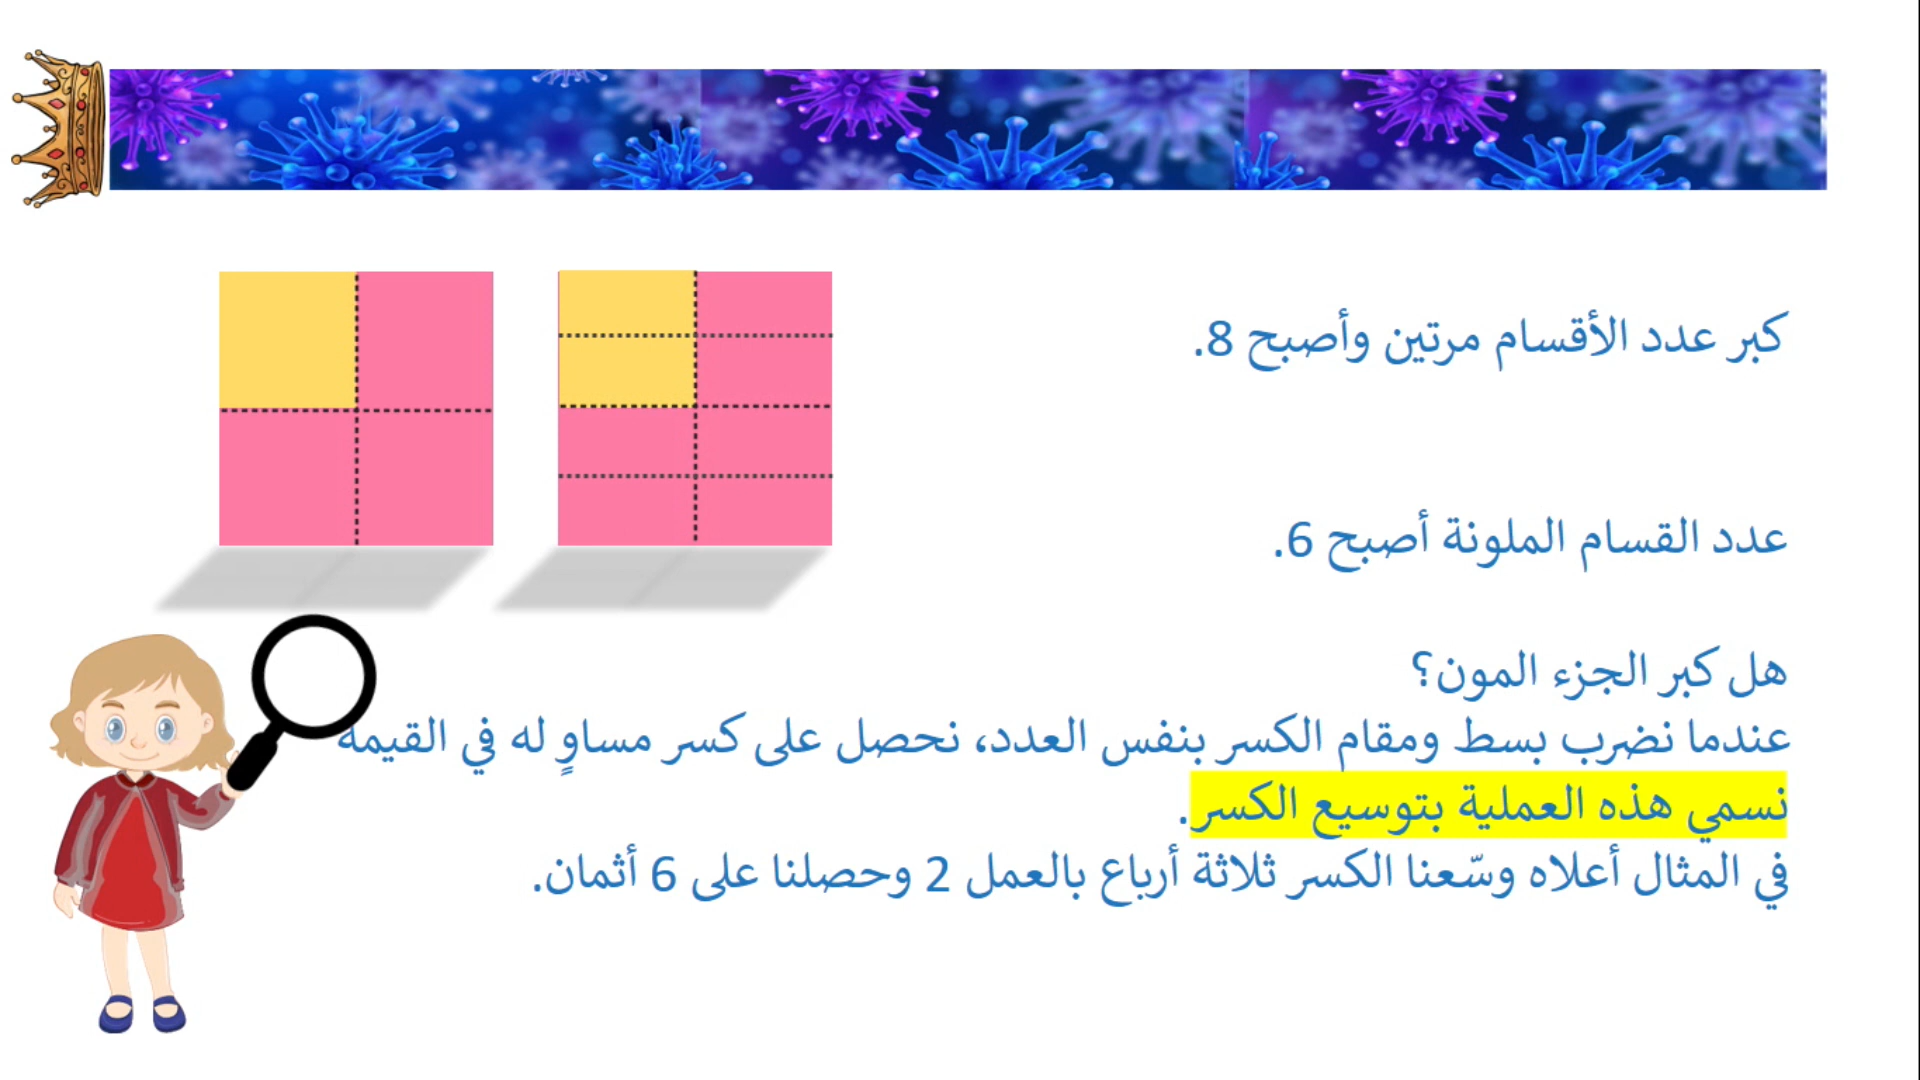 كبر عدد الأقسام مرتين وأصبح 8.
عدد القسام الملونة أصبح 6.
هل كبر الجزء المون؟
عندما نضرب بسط ومقام الكسر بنفس العدد، نحصل على كسر مساوٍ له في القيمة
نسمي هذه العملية بتوسيع الكسر.
في المثال أعلاه وسّعنا الكسر ثلاثة أرباع بالعمل 2 وحصلنا على 6 أثمان.